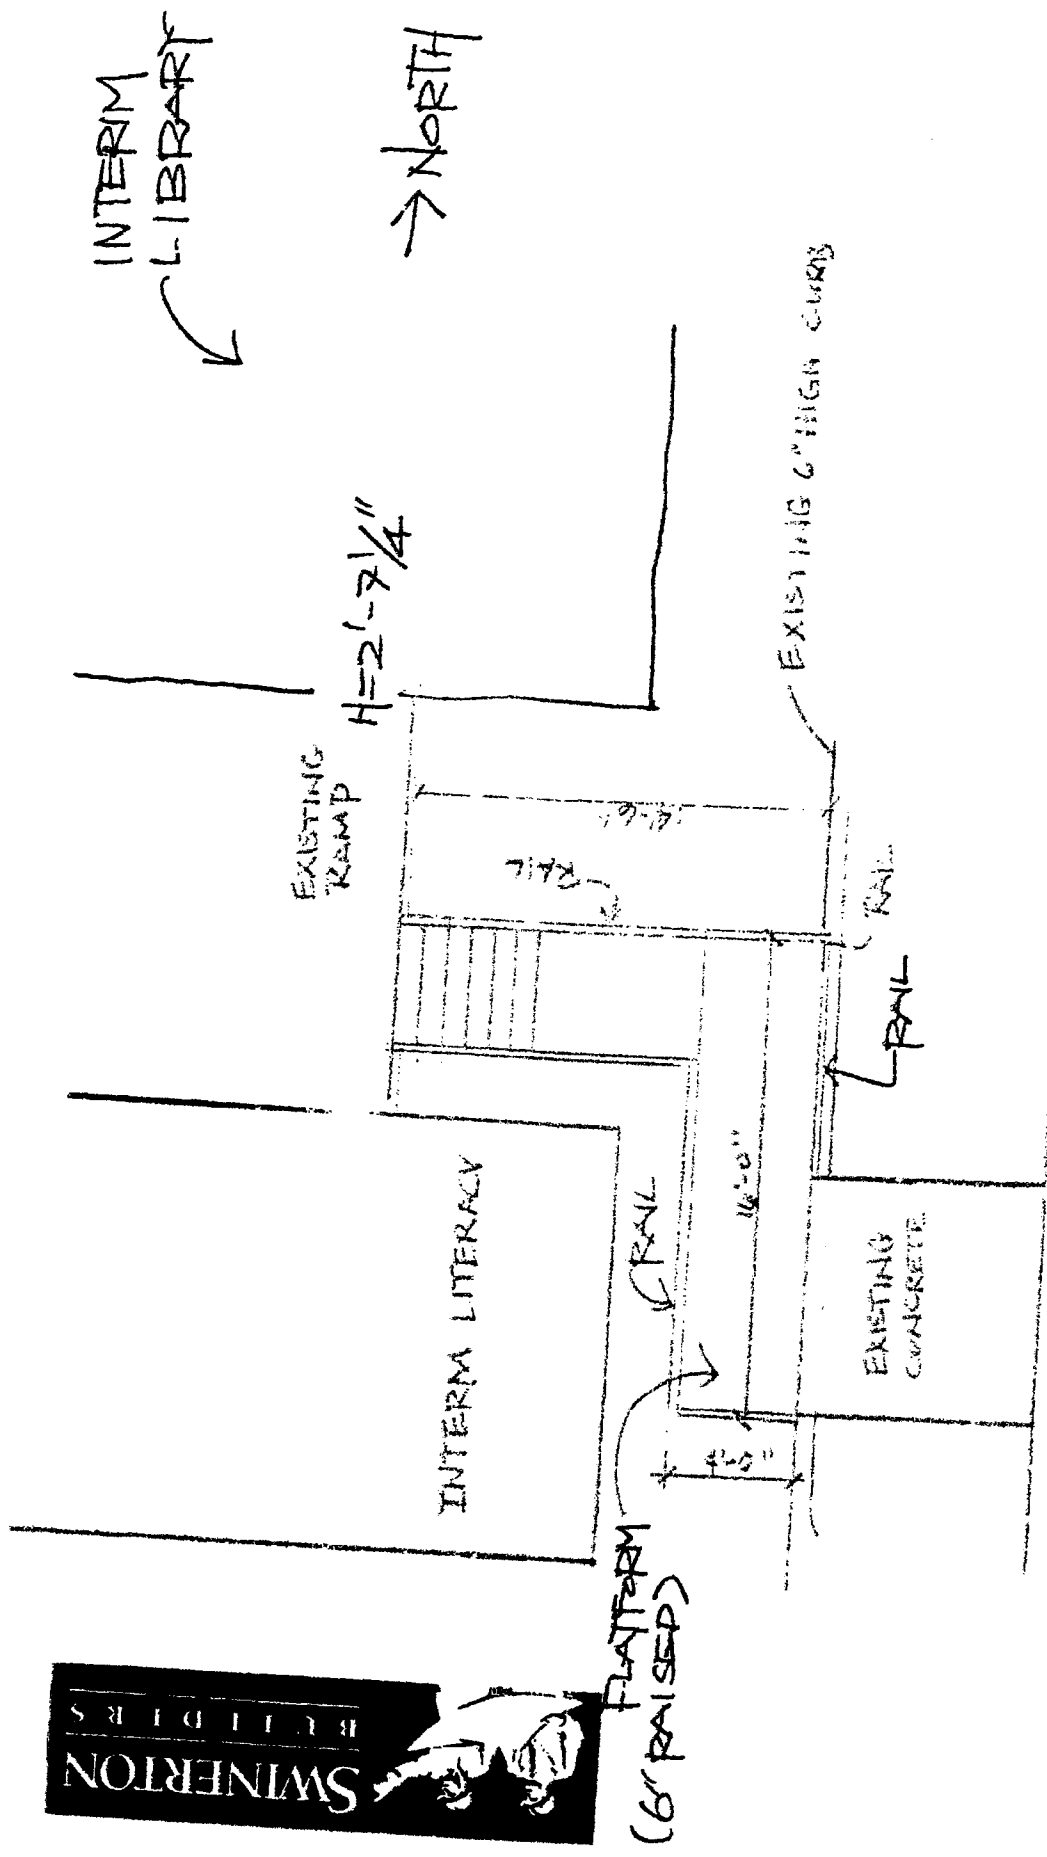 SWINERTON
BUILDERS
INTERIM
LIBRARY
→ NORTH
H=2'-7 1/4"
EXISTING
RAMP
RAIL
EXISTING 6" HIGH CURB
RAIL
RAIL
INTERM LITERACY
RAIL
16'-0"
EXISTING
CONCRETE
4'-0"
PLATFORM
(6" RAISED)